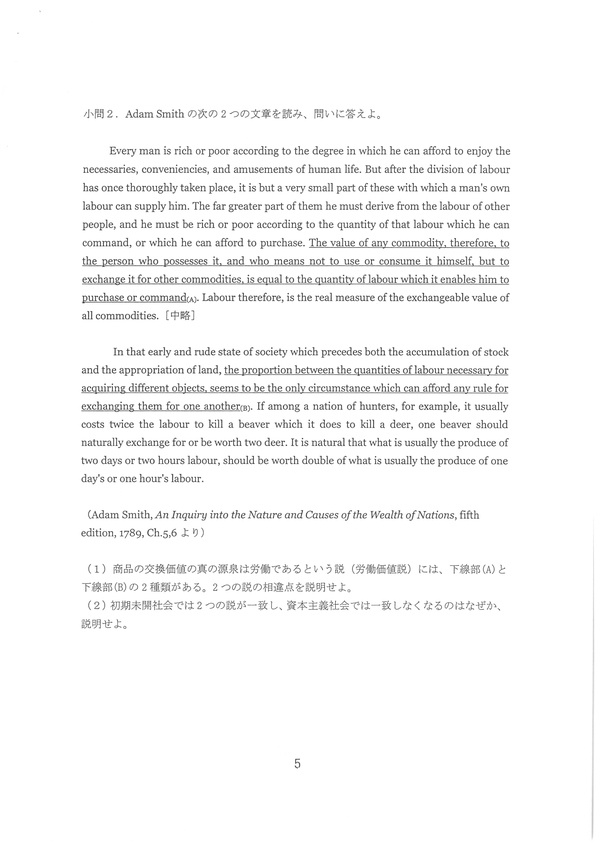 小問２．Adam Smith の次の２つの文章を読み、問いに答えよ。
Every man is rich or poor according to the degree in which he can afford to enjoy the
necessaries, conveniencies, and amusements of human life. But after the division of labour
has once thoroughly taken place, it is but a very small part of these with which a man's own
labour can supply him. The far greater part of them he must derive from the labour of other
people, and he must be rich or poor according to the quantity of that labour which he can
command, or which he can afford to purchase. The value of any commodity, therefore, to
the person who possesses it, and who means not to use or consume it himself, but to
exchange it for other commodities, is equal to the quantity of labour which it enables him to
purchase or command(A). Labour therefore, is the real measure of the exchangeable value of
all commodities.［中略］
In that early and rude state of society which precedes both the accumulation of stock
and the appropriation of land, the proportion between the quantities of labour necessary for
acquiring different objects, seems to be the only circumstance which can afford any rule for
exchanging them for one another(B). If among a nation of hunters, for example, it usually
costs twice the labour to kill a beaver which it does to kill a deer, one beaver should
naturally exchange for or be worth two deer. It is natural that what is usually the produce of
two days or two hours labour, should be worth double of what is usually the produce of one
day's or one hour's labour.
（Adam Smith, An Inquiry into the Nature and Causes of the Wealth of Nations, fifth
edition, 1789, Ch.5,6 より）
（１）商品の交換価値の真の源泉は労働であるという説（労働価値説）には、下線部(A)と
下線部(B)の２種類がある。２つの説の相違点を説明せよ。
（２）初期未開社会では２つの説が一致し、資本主義社会では一致しなくなるのはなぜか、
説明せよ。
5